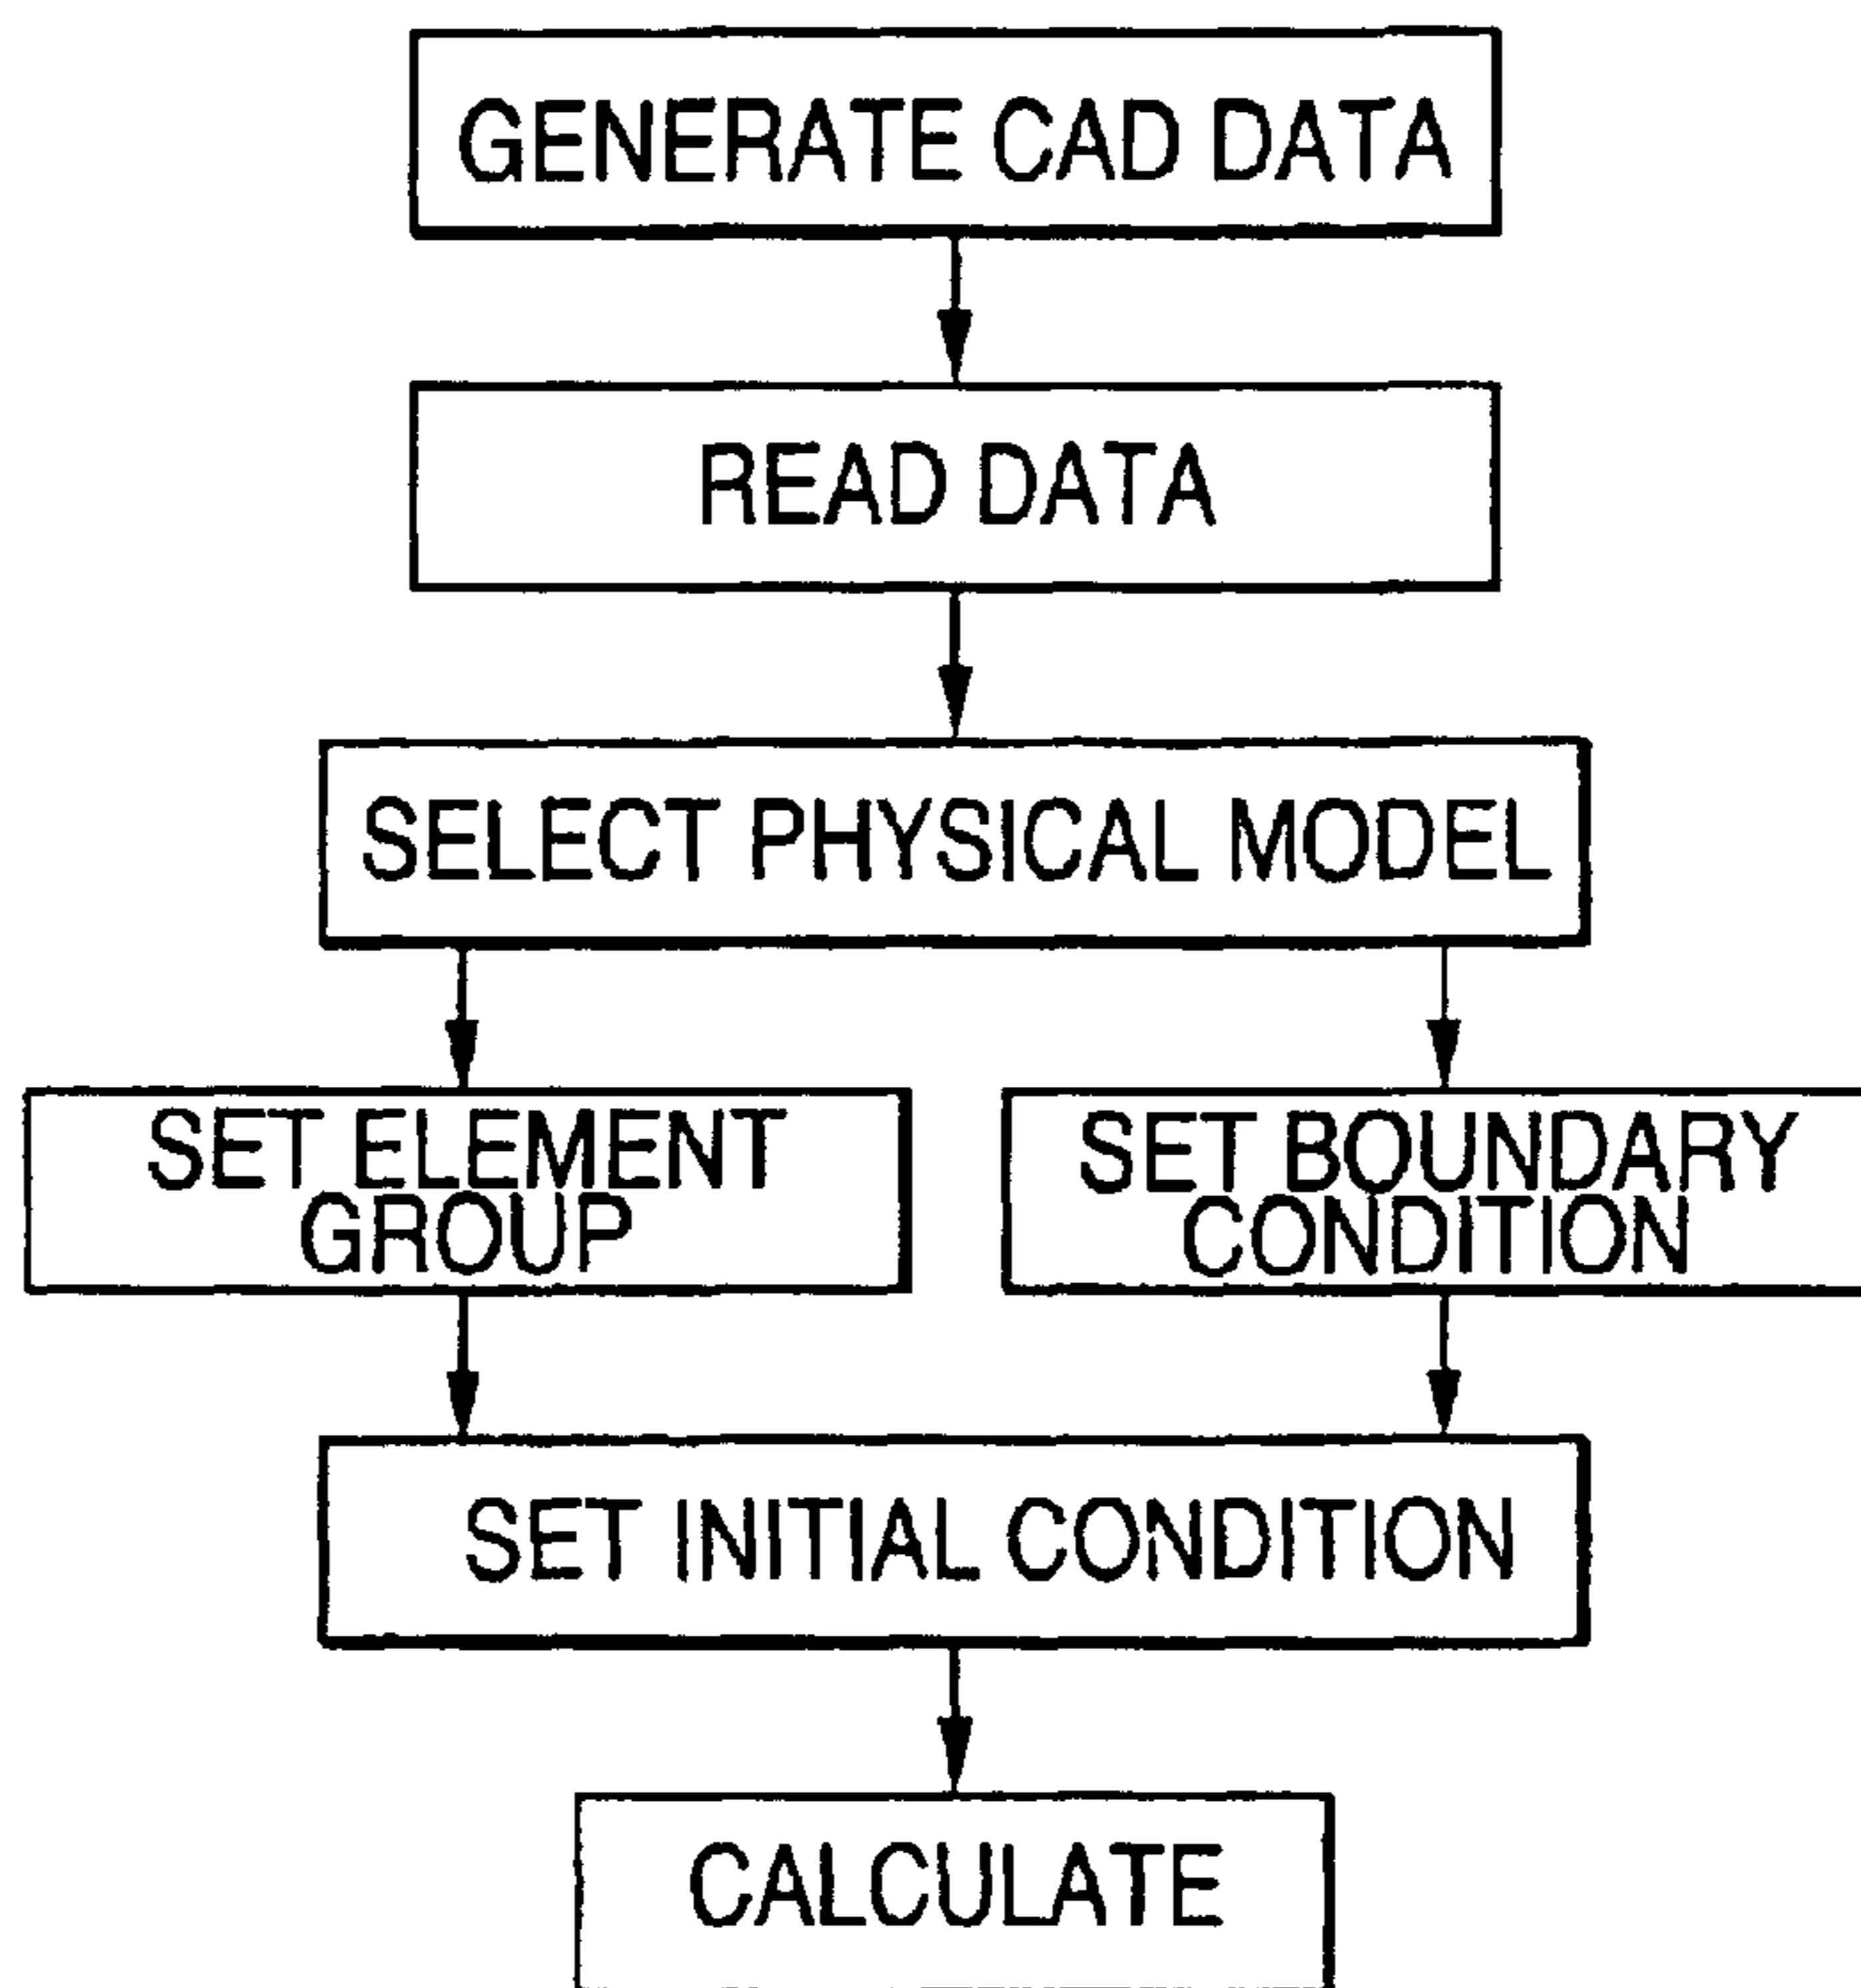 GENERATE CAD DATA
READ DATA
SELECT PHYSICAL MODEL
SET ELEMENT
GROUP
SET BOUNDARY
CONDITION
SET INITIAL CONDITION
CALCULATE